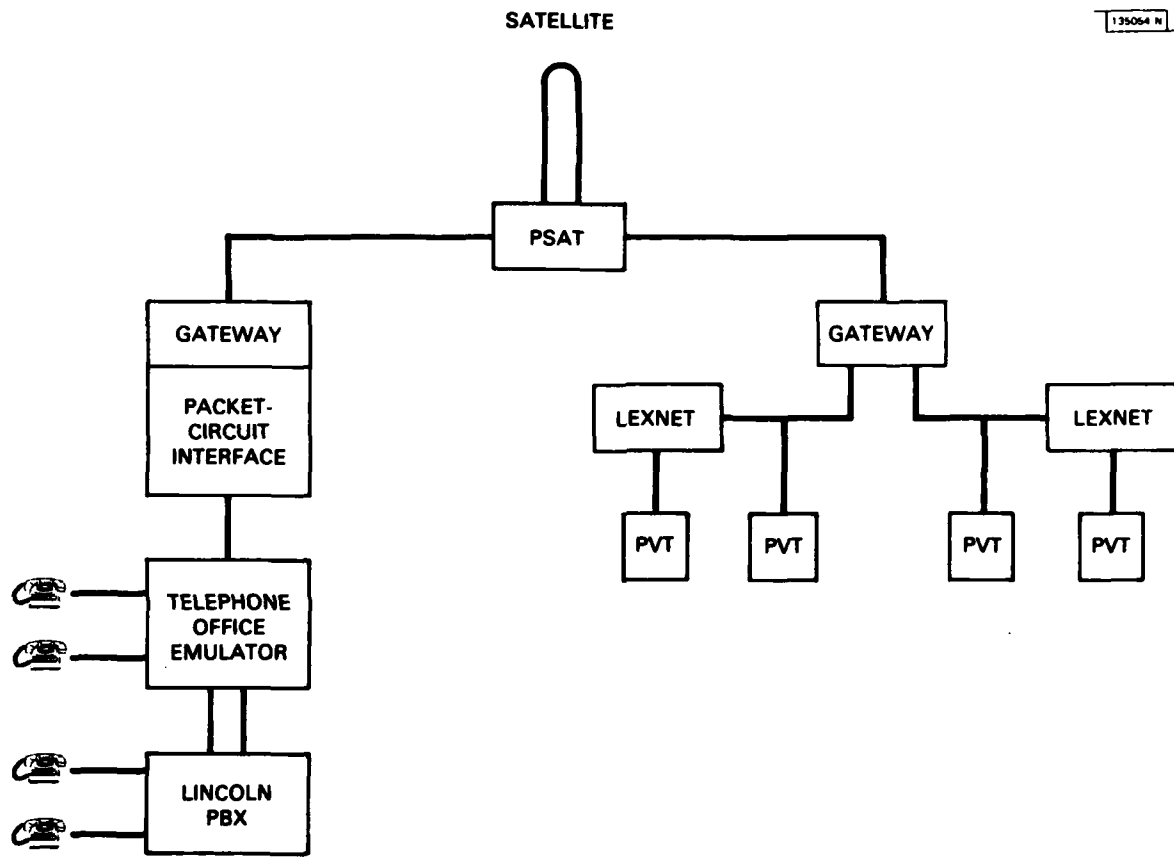 SATELLITE
135064 N
PSAT
GATEWAY
PACKET-
CIRCUIT
INTERFACE
TELEPHONE
OFFICE
EMULATOR
LINCOLN
PBX
GATEWAY
LEXNET
LEXNET
PVT
PVT
PVT
PVT